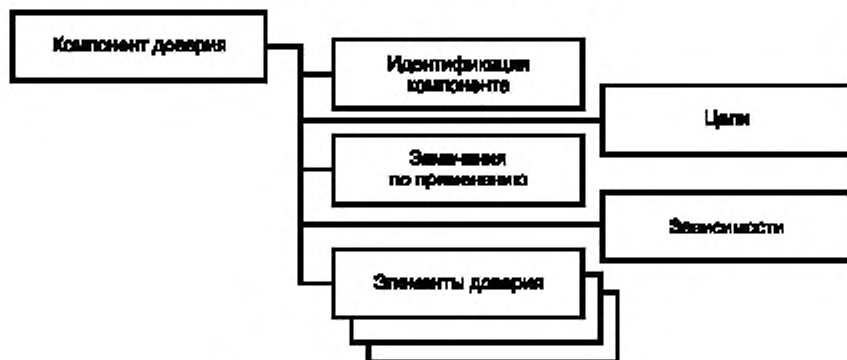 Компонент доверия
Идентификация
компонента
Цели
Замечания
по применению
Зависимости
Элементы доверия